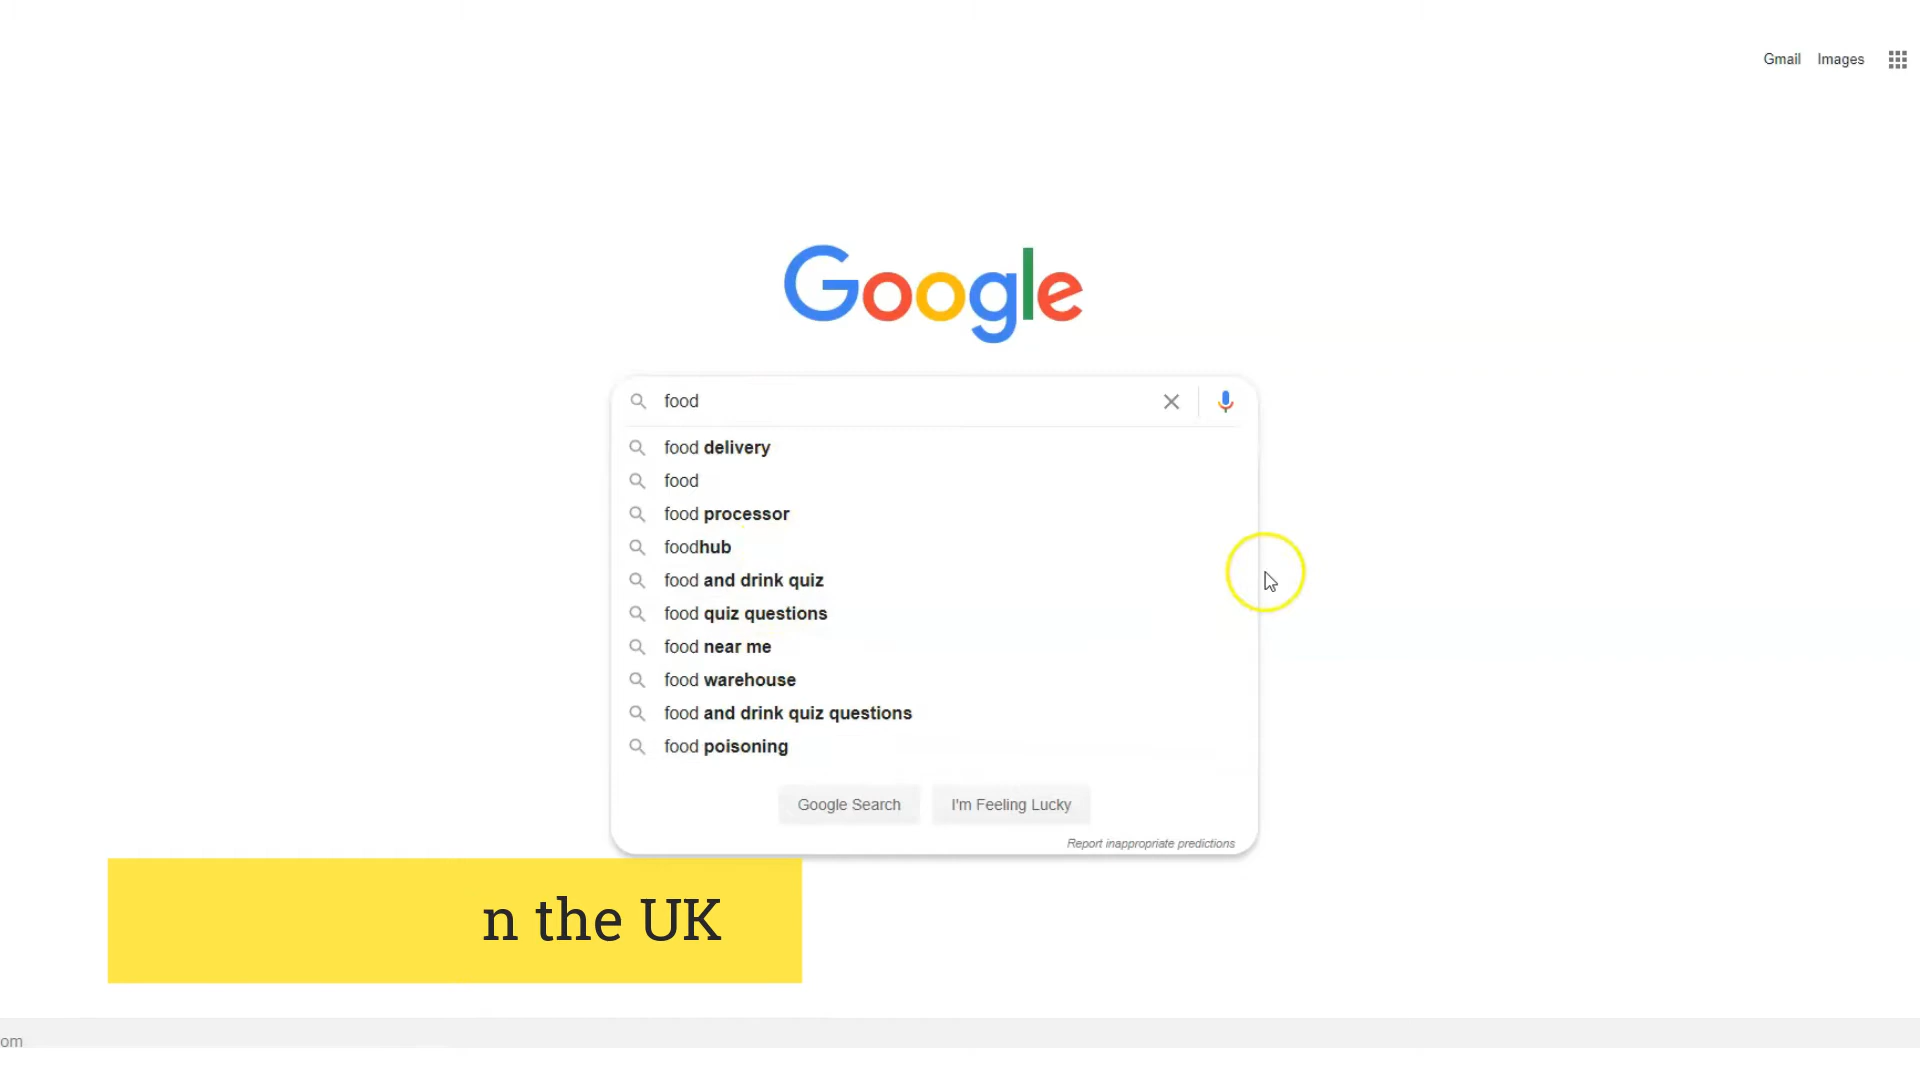 Gmail Images
Google
food
food delivery
food
food processor
foodhub
food and drink quiz
food quiz questions
food near me
food warehouse
food and drink quiz questions
food poisoning
Google Search I'm Feeling Lucky
Report inappropriate predictions
n the UK
om